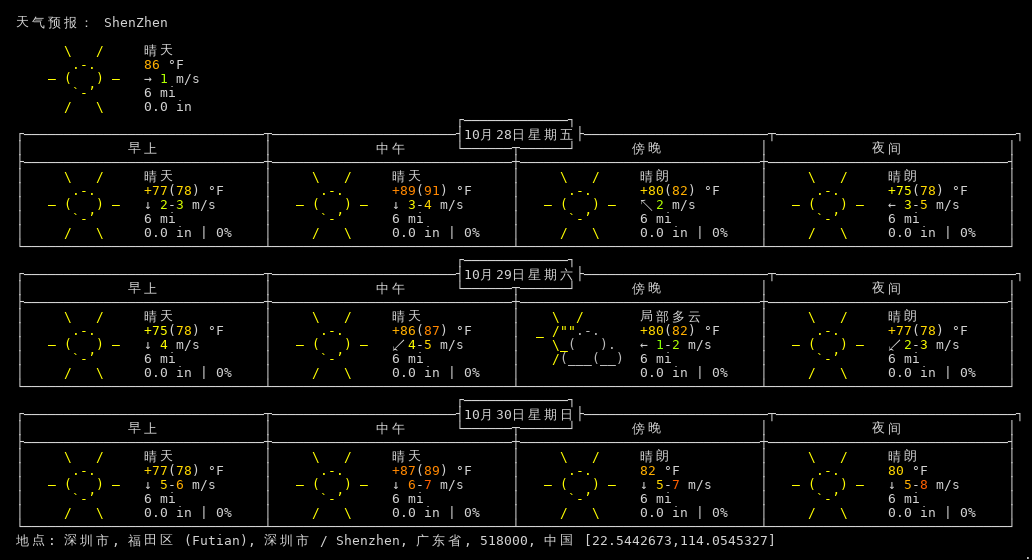 天气预报： ShenZhen
晴天
86 °F
→ 1 m/s
6 mi
0.0 in
10月28日星期五
早上 中午 傍晚 夜间
晴天 晴天 晴朗 晴朗
+77(78) °F +89(91) °F +80(82) °F +75(78) °F
↓ 2-3 m/s ↓ 3-4 m/s ↖ 2 m/s ← 3-5 m/s
6 mi 6 mi 6 mi 6 mi
0.0 in | 0% 0.0 in | 0% 0.0 in | 0% 0.0 in | 0%
10月29日星期六
早上 中午 傍晚 夜间
晴天 晴天 局部多云 晴朗
+75(78) °F +86(87) °F +80(82) °F +77(78) °F
↓ 4 m/s ↙ 4-5 m/s ← 1-2 m/s ↙ 2-3 m/s
6 mi 6 mi 6 mi 6 mi
0.0 in | 0% 0.0 in | 0% 0.0 in | 0% 0.0 in | 0%
10月30日星期日
早上 中午 傍晚 夜间
晴天 晴天 晴朗 晴朗
+77(78) °F +87(89) °F 82 °F 80 °F
↓ 5-6 m/s ↓ 6-7 m/s ↓ 5-7 m/s ↓ 5-8 m/s
6 mi 6 mi 6 mi 6 mi
0.0 in | 0% 0.0 in | 0% 0.0 in | 0% 0.0 in | 0%
地点: 深圳市, 福田区 (Futian), 深圳市 / Shenzhen, 广东省, 518000, 中国 [22.5442673,114.0545327]